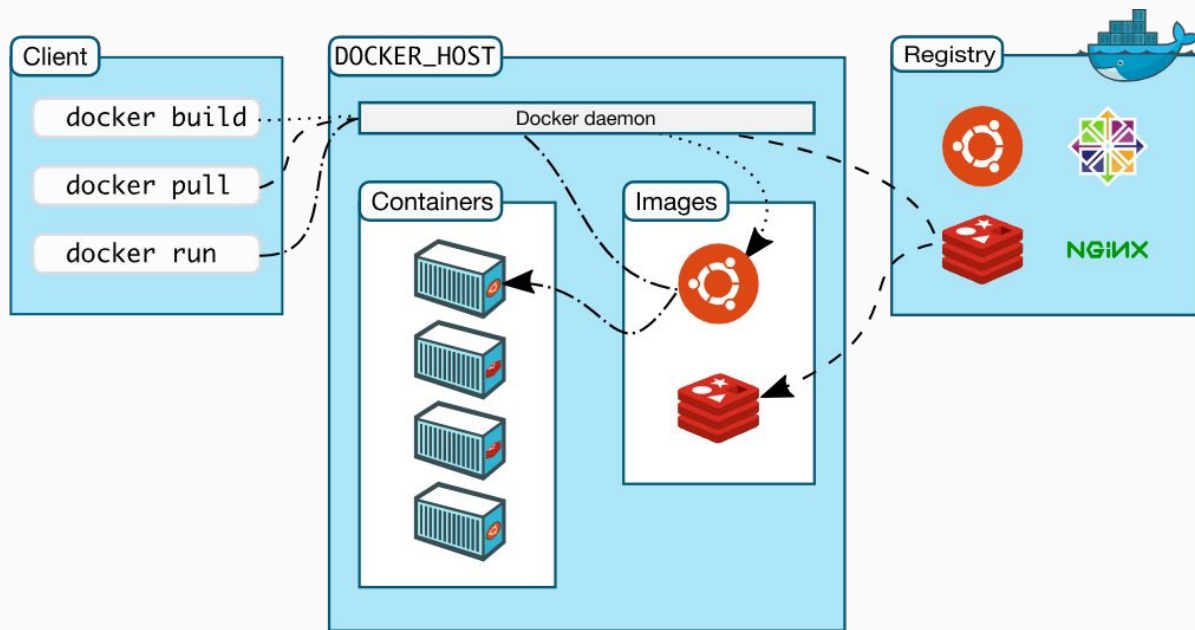 Client
docker build
docker pull
docker run
DOCKER_HOST
Docker daemon
Containers
Images
Registry
NGiNX